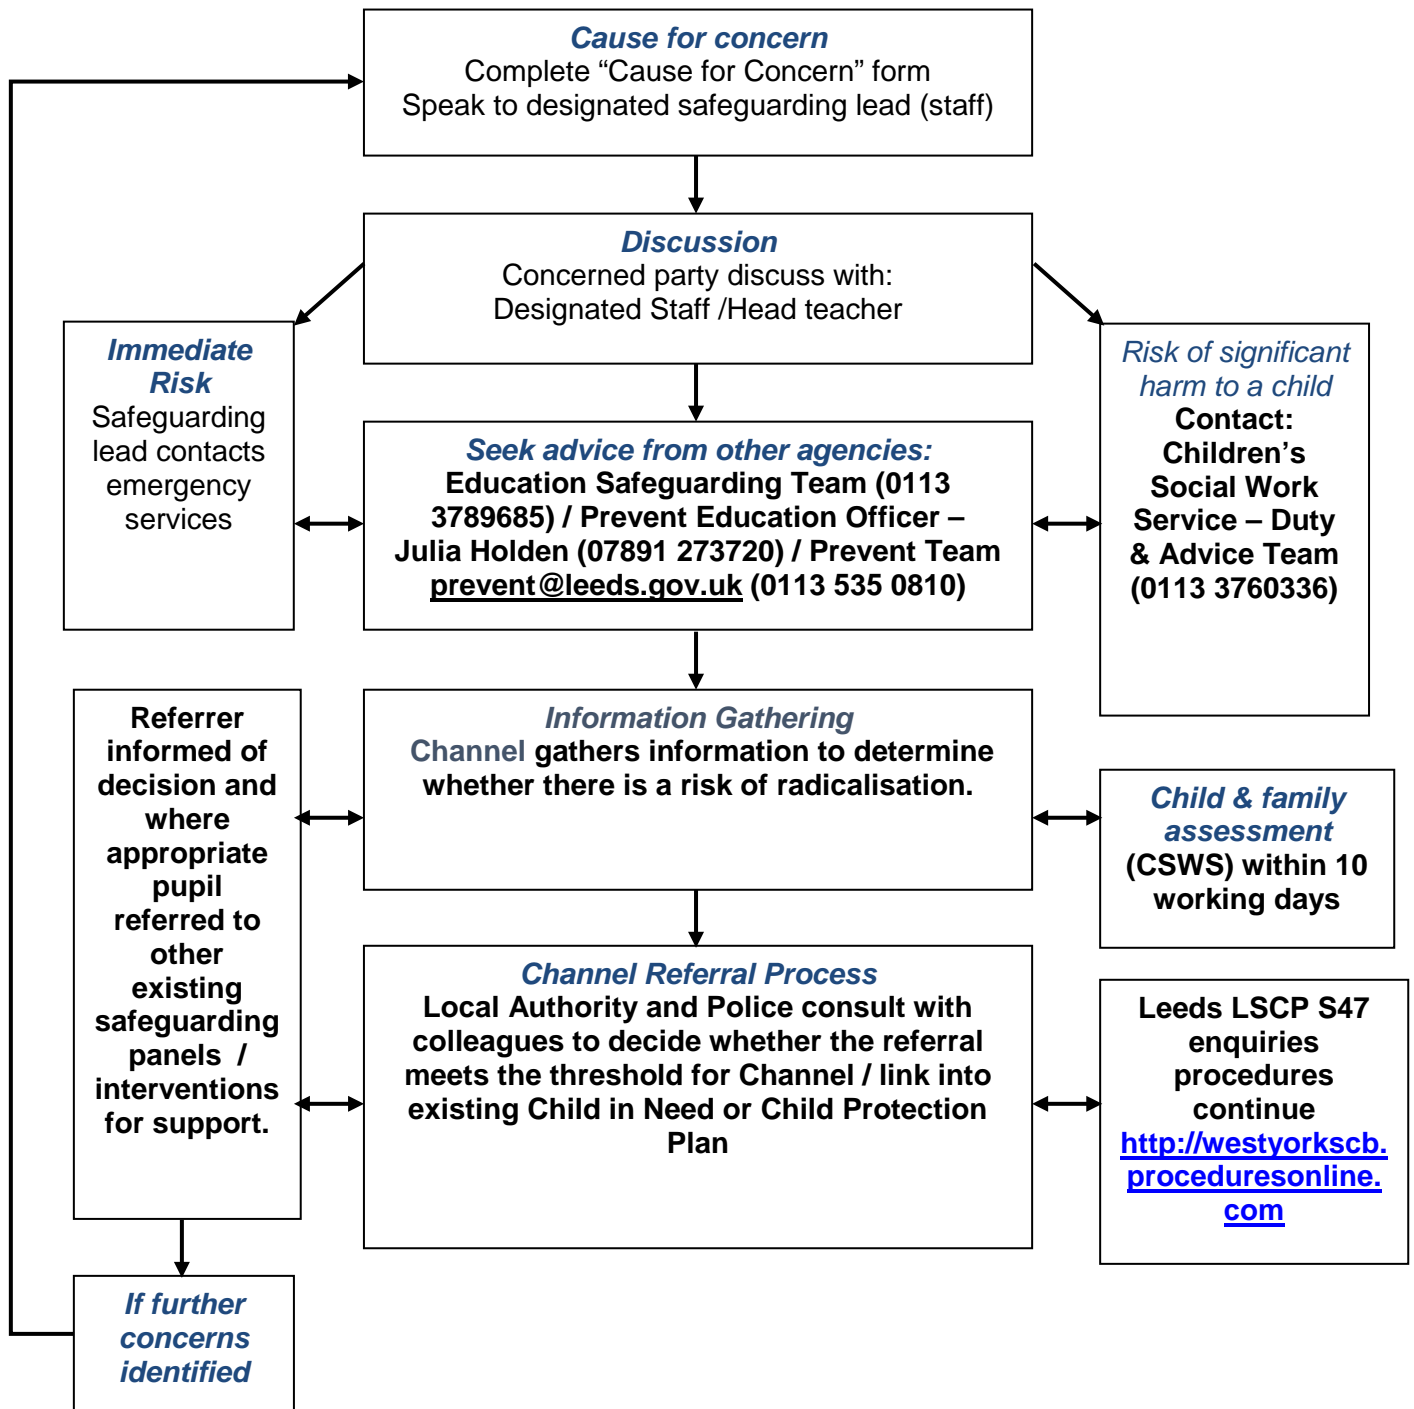 Cause for concern
Complete “Cause for Concern” form
Speak to designated safeguarding lead (staff)
Discussion
Concerned party discuss with:
Designated Staff /Head teacher
Immediate
Risk
Safeguarding
lead contacts
emergency
services
Risk of significant
harm to a child
Contact:
Children’s
Social Work
Service – Duty
& Advice Team
(0113 3760336)
Seek advice from other agencies:
Education Safeguarding Team (0113
3789685) / Prevent Education Officer –
Julia Holden (07891 273720) / Prevent Team
prevent@leeds.gov.uk (0113 535 0810)
Referrer
informed of
decision and
where
appropriate
pupil
referred to
other
existing
safeguarding
panels /
interventions
for support.
Information Gathering
Channel gathers information to determine
whether there is a risk of radicalisation.
Child & family
assessment
(CSWS) within 10
working days
Channel Referral Process
Local Authority and Police consult with
colleagues to decide whether the referral
meets the threshold for Channel / link into
existing Child in Need or Child Protection
Plan
Leeds LSCP S47
enquiries
procedures
continue
http://westyorkscb.
proceduresonline.
com
If further
concerns
identified